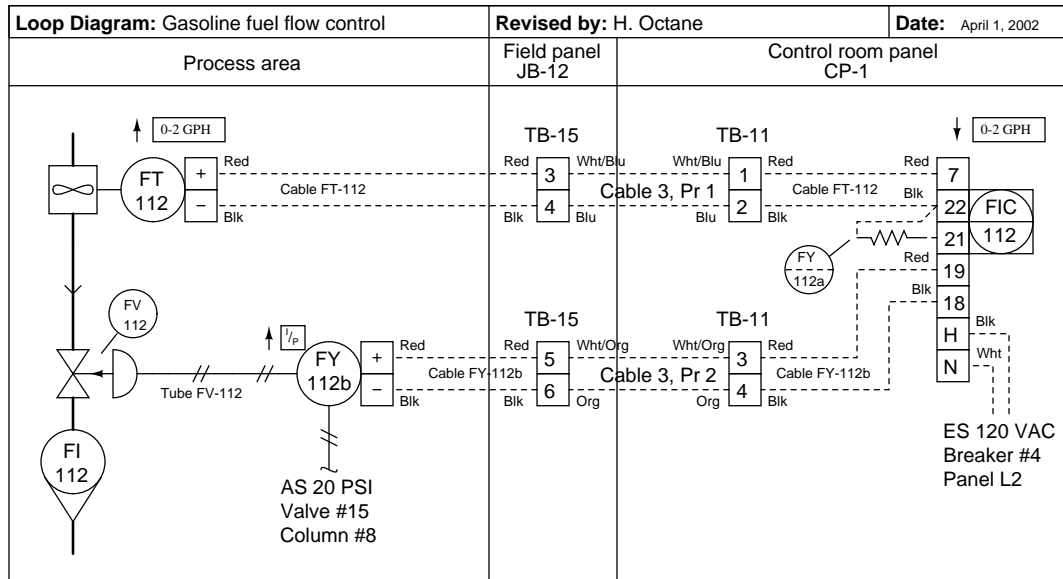 Loop Diagram: Gasoline fuel flow control
Revised by: H. Octane
Date: April 1, 2002
Process area
Field panel
JB-12
Control room panel
CP-1
0-2 GPH
TB-15
TB-11
0-2 GPH
FT
112
+
−
Red
Blk
Cable FT-112
Red
Blk
3
4
Wht/Blu
Blu
Cable 3, Pr 1
Wht/Blu
Blu
1
2
Red
Blk
Cable FT-112
Red
Blk
7
22
21
19
18
H
N
FIC
112
FY
112a
Red
Blk
Blk
Wht
FV
112
Tube FV-112
I/P
FY
112b
+
−
Red
Blk
Cable FY-112b
TB-15
Red
Blk
5
6
Wht/Org
Org
Cable 3, Pr 2
TB-11
Wht/Org
Org
3
4
Red
Blk
Cable FY-112b
FI
112
AS 20 PSI
Valve #15
Column #8
ES 120 VAC
Breaker #4
Panel L2